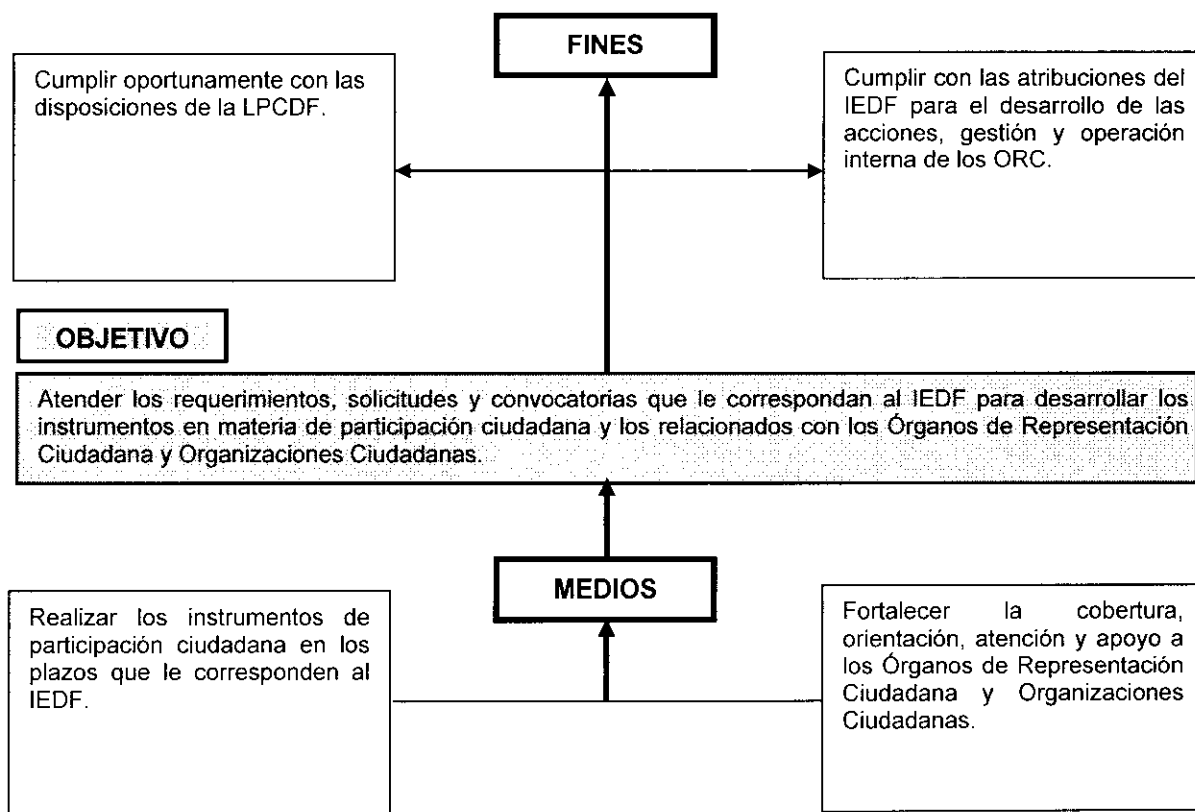 FINES
Cumplir oportunamente con las
disposiciones de la LPCDF.
Cumplir con las atribuciones del
IEDF para el desarrollo de las
acciones, gestión y operación
interna de los ORC.
OBJETIVO
Atender los requerimientos, solicitudes y convocatorias que le correspondan al IEDF para desarrollar los
instrumentos en materia de participación ciudadana y los relacionados con los Órganos de Representación
Ciudadana y Organizaciones Ciudadanas.
MEDIOS
Realizar los instrumentos de
participación ciudadana en los
plazos que le corresponden al
IEDF.
Fortalecer la cobertura,
orientación, atención y apoyo a
los Órganos de Representación
Ciudadana y Organizaciones
Ciudadanas.